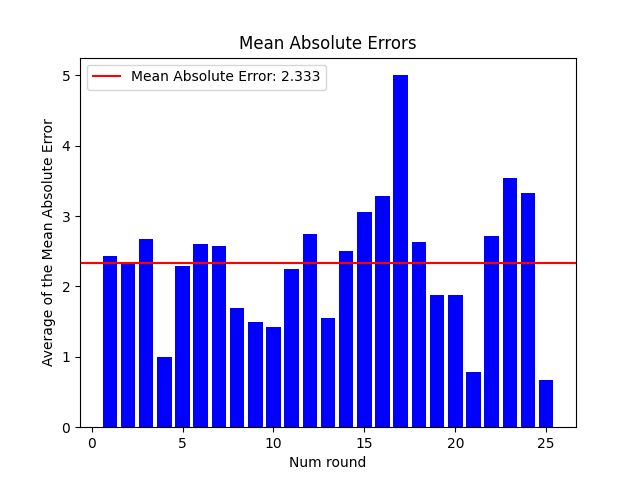 Mean Absolute Errors
Mean Absolute Error: 2.333
Average of the Mean Absolute Error
5
4
3
2
1
0
0 5 10 15 20 25
Num round